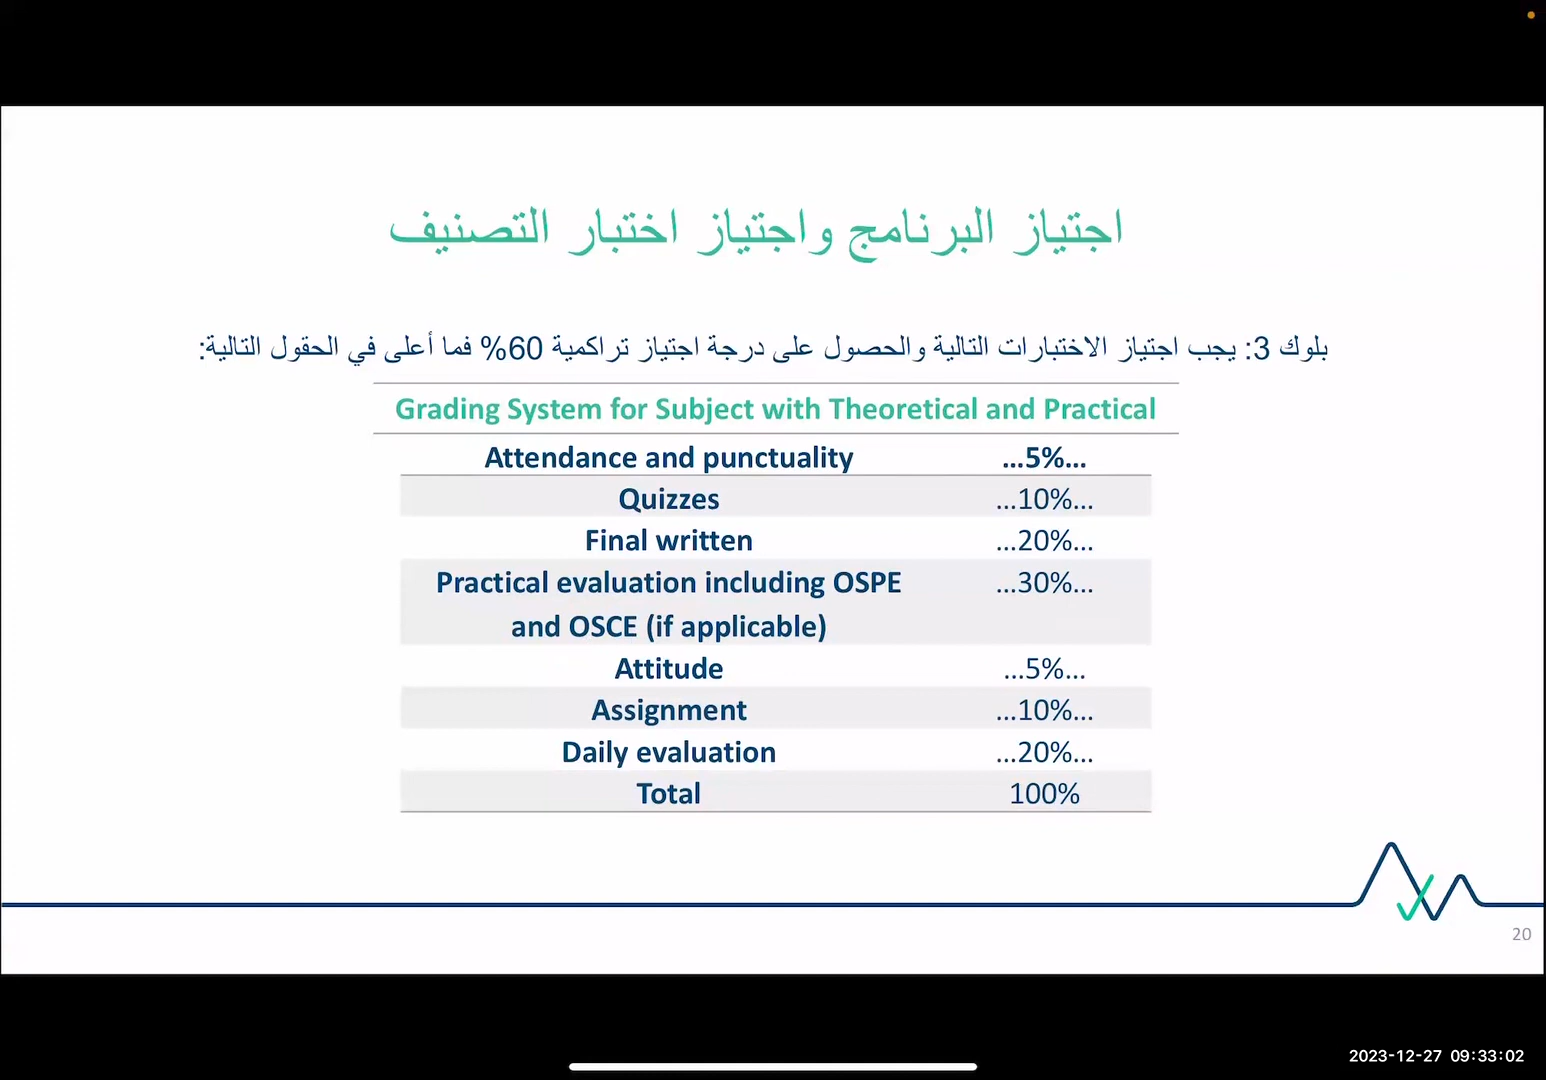 اجتياز البرنامج واجتياز اختبار التصنيف
بلوك 3: يجب اجتياز الاختبارات التالية والحصول على درجة اجتياز تراكمية 60% فما أعلى في الحقول التالية:
Grading System for Subject with Theoretical and Practical
Attendance and punctuality ...5%...
Quizzes ...10%...
Final written ...20%...
Practical evaluation including OSPE ...30%...
and OSCE (if applicable)
Attitude ...5%...
Assignment ...10%...
Daily evaluation ...20%...
Total 100%
20
2023-12-27 09:33:02